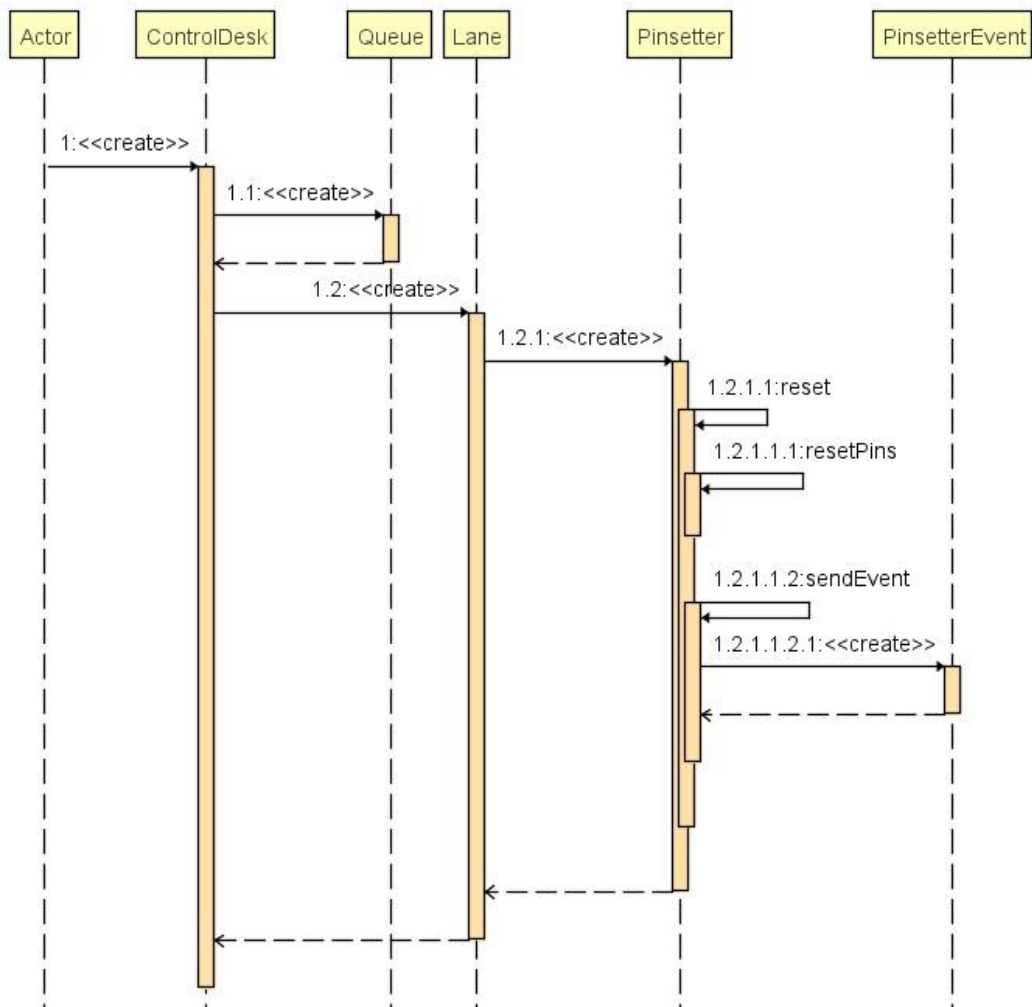 Actor
ControlDesk
Queue
Lane
Pinsetter
PinsetterEvent
1:<<create>>
1.1:<<create>>
1.2:<<create>>
1.2.1:<<create>>
1.2.1.1:reset
1.2.1.1.1:resetPins
1.2.1.1.2:sendEvent
1.2.1.1.2.1:<<create>>